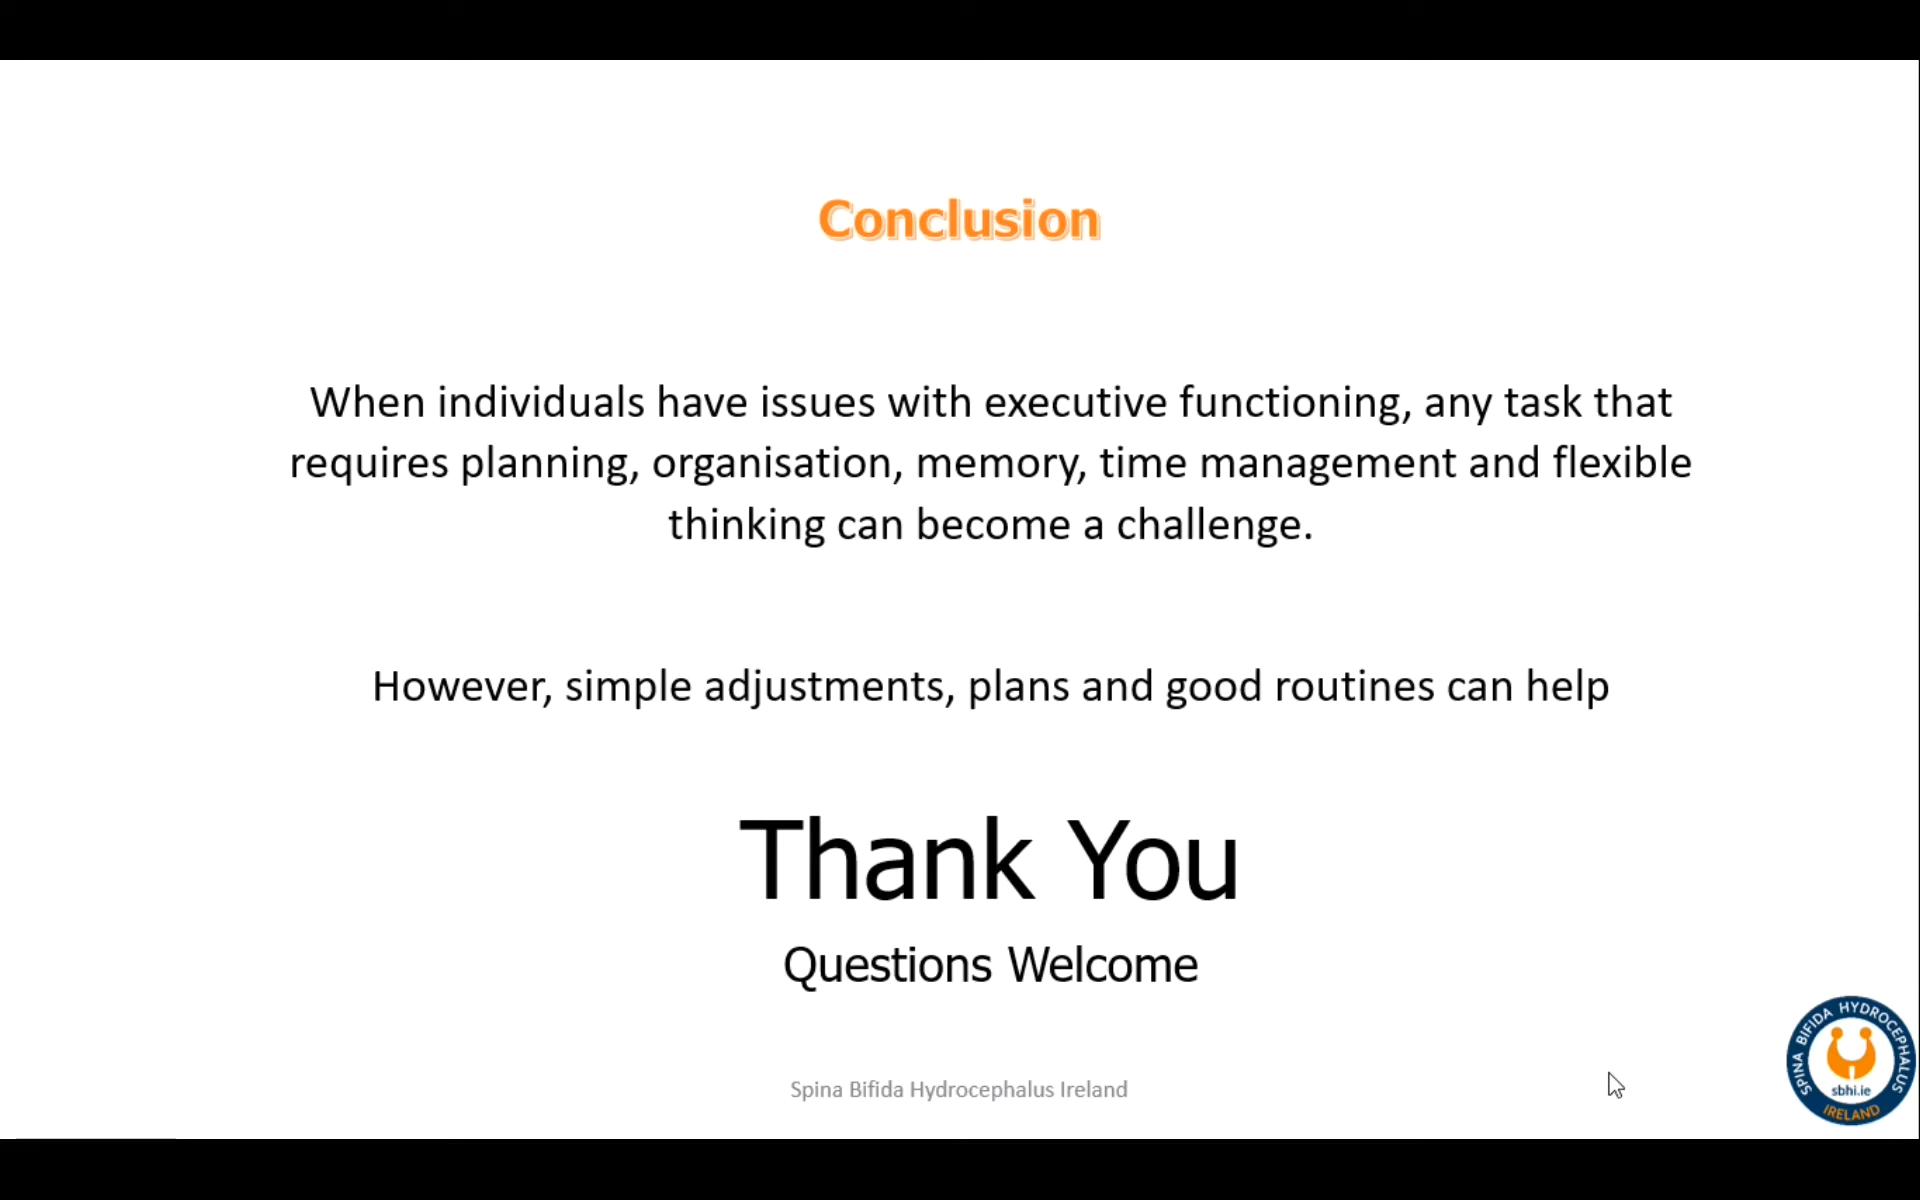 Conclusion
When individuals have issues with executive functioning, any task that
requires planning, organisation, memory, time management and flexible
thinking can become a challenge.
However, simple adjustments, plans and good routines can help
Thank You
Questions Welcome
Spina Bifida Hydrocephalus Ireland
SPINA BIFIDA HYDROCEPHALUS
sbhi.ie
IRELAND